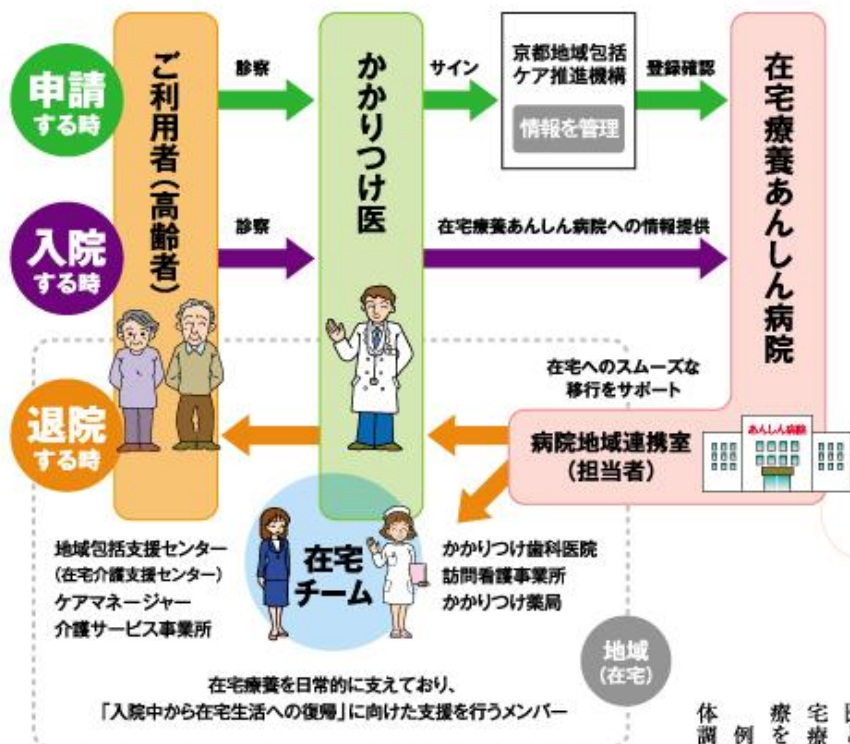 申請
する時
ご利用者（高齢者）
診察
かかりつけ医
サイン
京都地域包括
ケア推進機構
情報を管理
登録確認
在宅療養あんしん病院
入院
する時
診察
在宅療養あんしん病院への情報提供
在宅へのスムーズな
移行をサポート
退院
する時
病院地域連携室
（担当者）
あんしん病院
地域包括支援センター
（在宅介護支援センター）
ケアマネージャー
介護サービス事業所
在宅
チーム
かかりつけ歯科医院
訪問看護事業所
かかりつけ薬局
地域
（在宅）
在宅療養を日常的に支えており、
「入院中から在宅生活への復帰」に向けた支援を行うメンバー
宅療
療を
例
体調